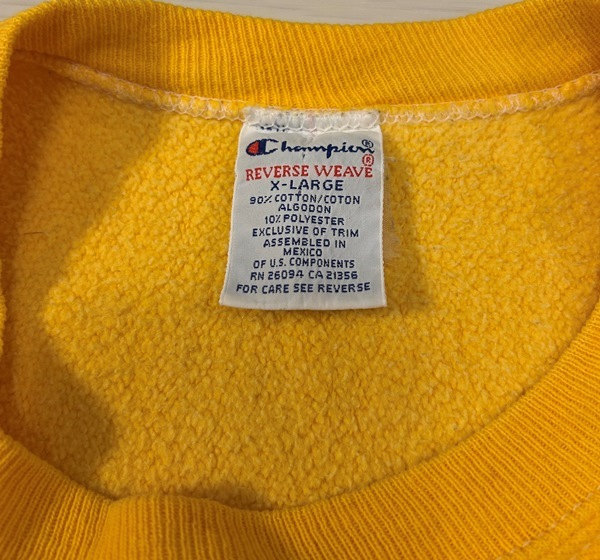 Champion®
REVERSE WEAVE®
X-LARGE
90% COTTON/COTON
ALGODON
10% POLYESTER
EXCLUSIVE OF TRIM
ASSEMBLED IN
MEXICO
OF U.S. COMPONENTS
RN 26094 CA 21356
FOR CARE SEE REVERSE